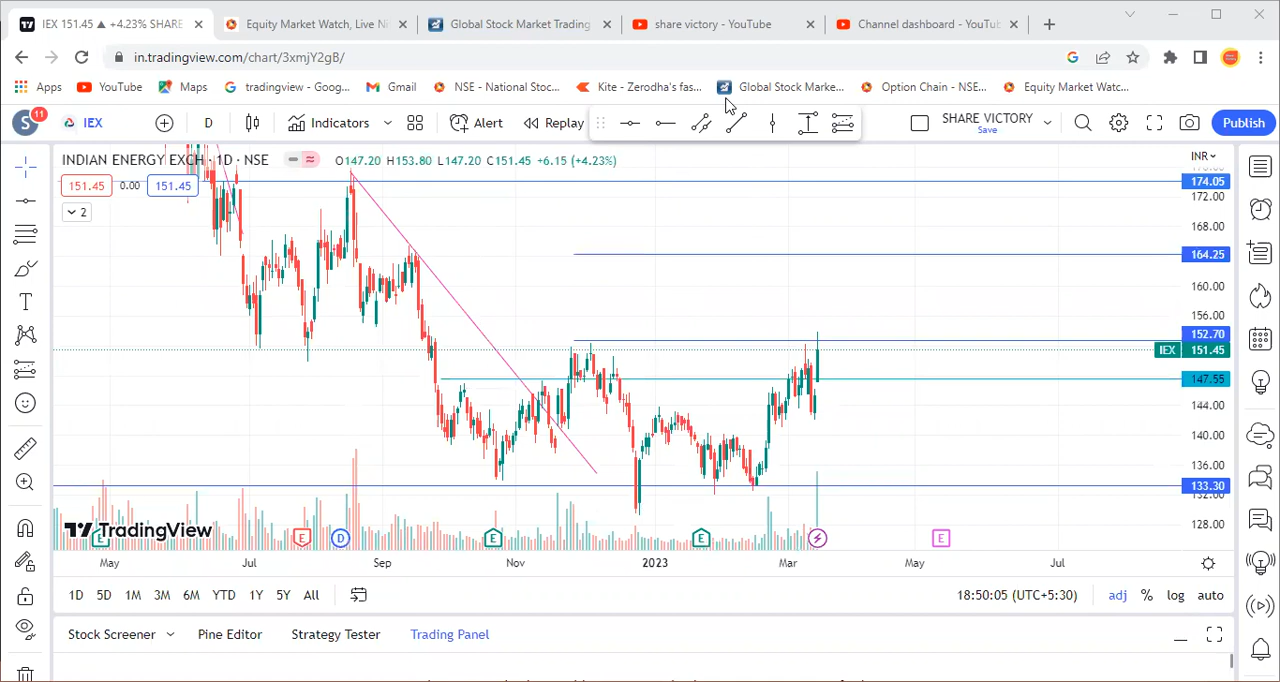 IEX 151.45 ▲ +4.23% SHARE
Equity Market Watch, Live Ni
Global Stock Market Trading
share victory - YouTube
Channel dashboard - YouTub
in.tradingview.com/chart/3xmjY2gB/
Apps YouTube Maps tradingview - Goog... Gmail NSE - National Stoc... Kite - Zerodha's fas... Global Stock Marke... Option Chain - NSE... Equity Market Watc...
S 11 IEX D Indicators Alert Replay SHARE VICTORY Save Publish
INDIAN ENERGY EXCH · 1D · NSE O147.20 H153.80 L147.20 C151.45 +6.15 (+4.23%) INR
151.45 0.00 151.45
2
174.05
172.00
168.00
164.25
160.00
156.00
152.70
IEX 151.45
147.55
144.00
140.00
136.00
133.30
132.00
128.00
TradingView
E E D E E E
May Jul Sep Nov 2023 Mar May Jul
1D 5D 1M 3M 6M YTD 1Y 5Y All 18:50:05 (UTC+5:30) adj % log auto
Stock Screener Pine Editor Strategy Tester Trading Panel